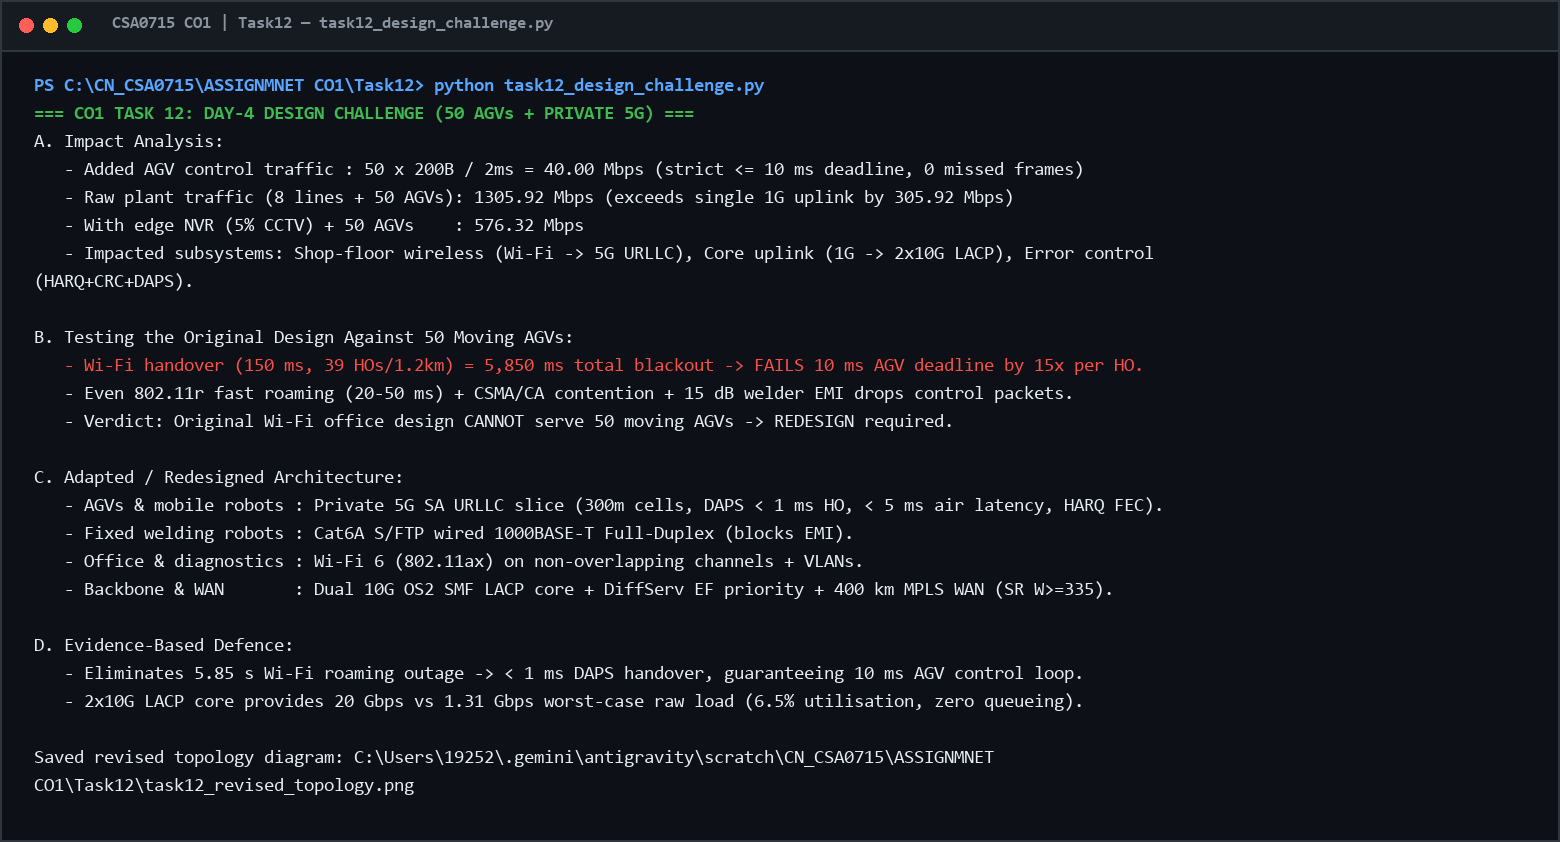 CSA0715 CO1 | Task12 — task12_design_challenge.py
PS C:\CN_CSA0715\ASSIGNMNET CO1\Task12> python task12_design_challenge.py
=== CO1 TASK 12: DAY-4 DESIGN CHALLENGE (50 AGVs + PRIVATE 5G) ===
A. Impact Analysis:
   - Added AGV control traffic : 50 x 200B / 2ms = 40.00 Mbps (strict <= 10 ms deadline, 0 missed frames)
   - Raw plant traffic (8 lines + 50 AGVs): 1305.92 Mbps (exceeds single 1G uplink by 305.92 Mbps)
   - With edge NVR (5% CCTV) + 50 AGVs    : 576.32 Mbps
   - Impacted subsystems: Shop-floor wireless (Wi-Fi -> 5G URLLC), Core uplink (1G -> 2x10G LACP), Error control
(HARQ+CRC+DAPS).

B. Testing the Original Design Against 50 Moving AGVs:
   - Wi-Fi handover (150 ms, 39 HOs/1.2km) = 5,850 ms total blackout -> FAILS 10 ms AGV deadline by 15x per HO.
   - Even 802.11r fast roaming (20-50 ms) + CSMA/CA contention + 15 dB welder EMI drops control packets.
   - Verdict: Original Wi-Fi office design CANNOT serve 50 moving AGVs -> REDESIGN required.

C. Adapted / Redesigned Architecture:
   - AGVs & mobile robots : Private 5G SA URLLC slice (300m cells, DAPS < 1 ms HO, < 5 ms air latency, HARQ FEC).
   - Fixed welding robots : Cat6A S/FTP wired 1000BASE-T Full-Duplex (blocks EMI).
   - Office & diagnostics : Wi-Fi 6 (802.11ax) on non-overlapping channels + VLANs.
   - Backbone & WAN       : Dual 10G OS2 SMF LACP core + DiffServ EF priority + 400 km MPLS WAN (SR W>=335).

D. Evidence-Based Defence:
   - Eliminates 5.85 s Wi-Fi roaming outage -> < 1 ms DAPS handover, guaranteeing 10 ms AGV control loop.
   - 2x10G LACP core provides 20 Gbps vs 1.31 Gbps worst-case raw load (6.5% utilisation, zero queueing).

Saved revised topology diagram: C:\Users\19252\.gemini\antigravity\scratch\CN_CSA0715\ASSIGNMNET
CO1\Task12\task12_revised_topology.png